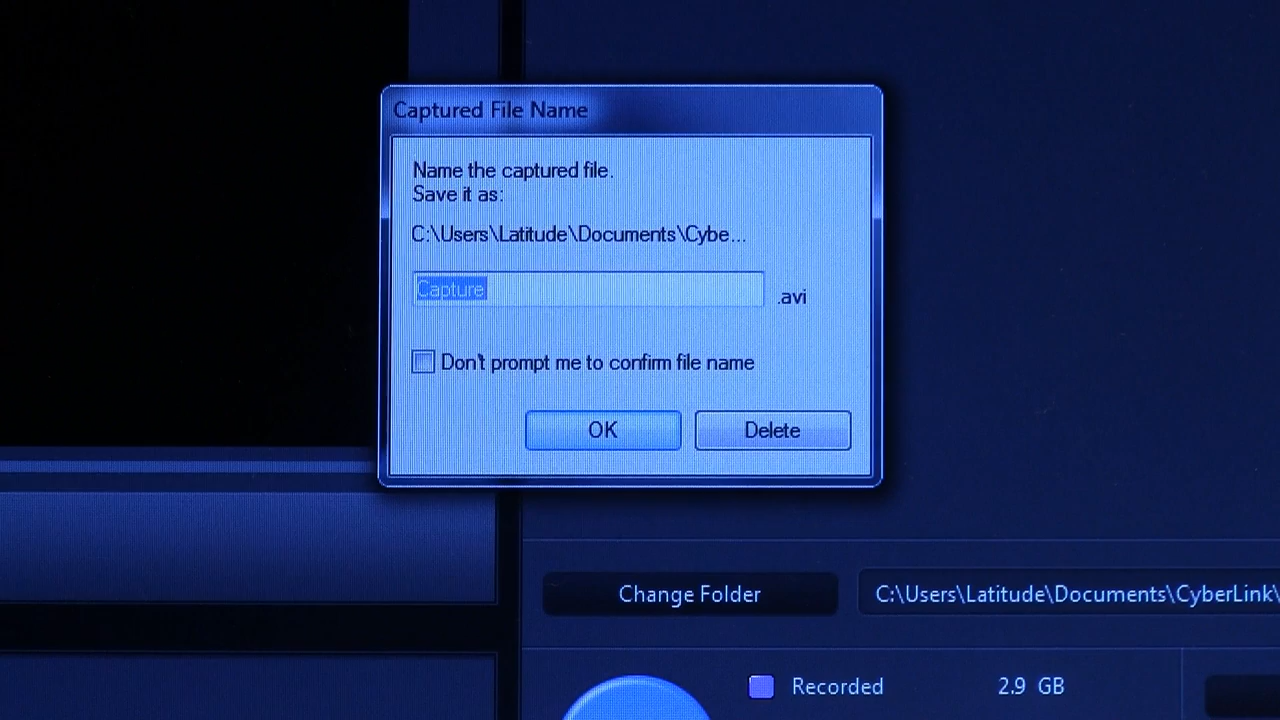 Captured File Name
Name the captured file.
Save it as:
C:\Users\Latitude\Documents\Cybe...
Capture
.avi
Don't prompt me to confirm file name
OK
Delete
Change Folder
C:\Users\Latitude\Documents\CyberLink\
Recorded
2.9 GB